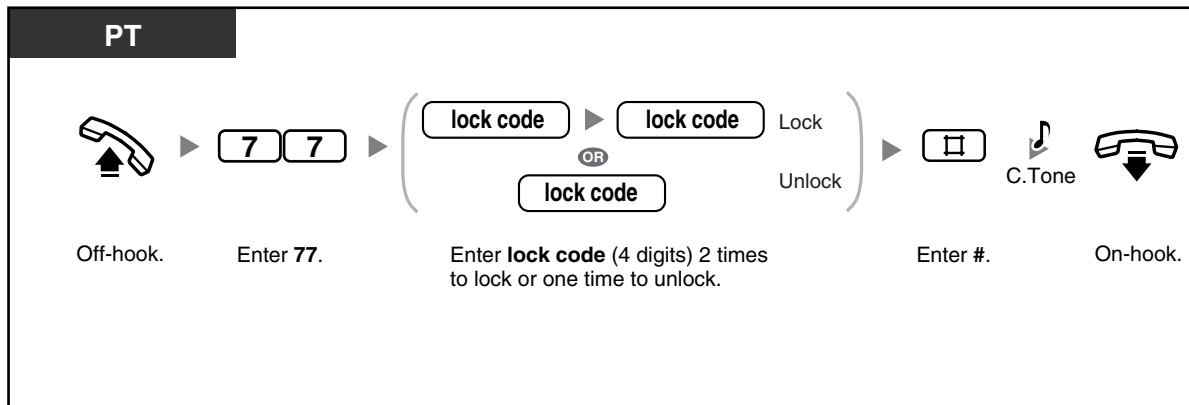 PT
7 7
lock code lock code Lock
OR
lock code Unlock
#
C.Tone
Off-hook.
Enter 77.
Enter lock code (4 digits) 2 times
to lock or one time to unlock.
Enter #.
On-hook.